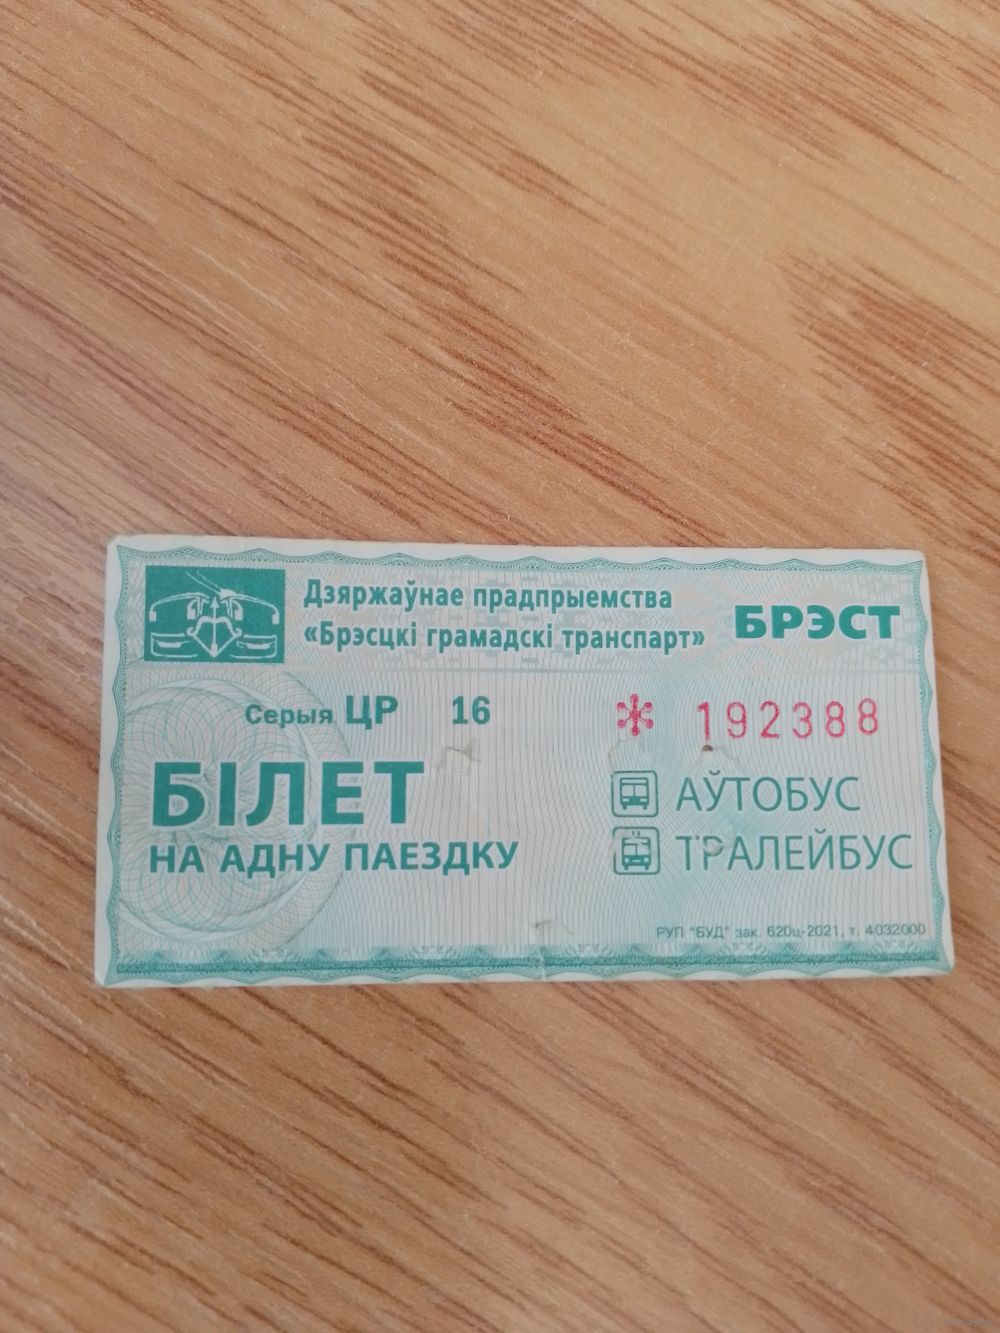 Дзяржаўнае прадпрыемства
«Брэсцкі грамадскі транспарт»
БРЭСТ
Серыя ЦР 16
* 192388
БІЛЕТ
НА АДНУ ПАЕЗДКУ
АЎТОБУС
ТРАЛЕЙБУС
РУП "БУД" зак. 620ц-2021, т. 4032000